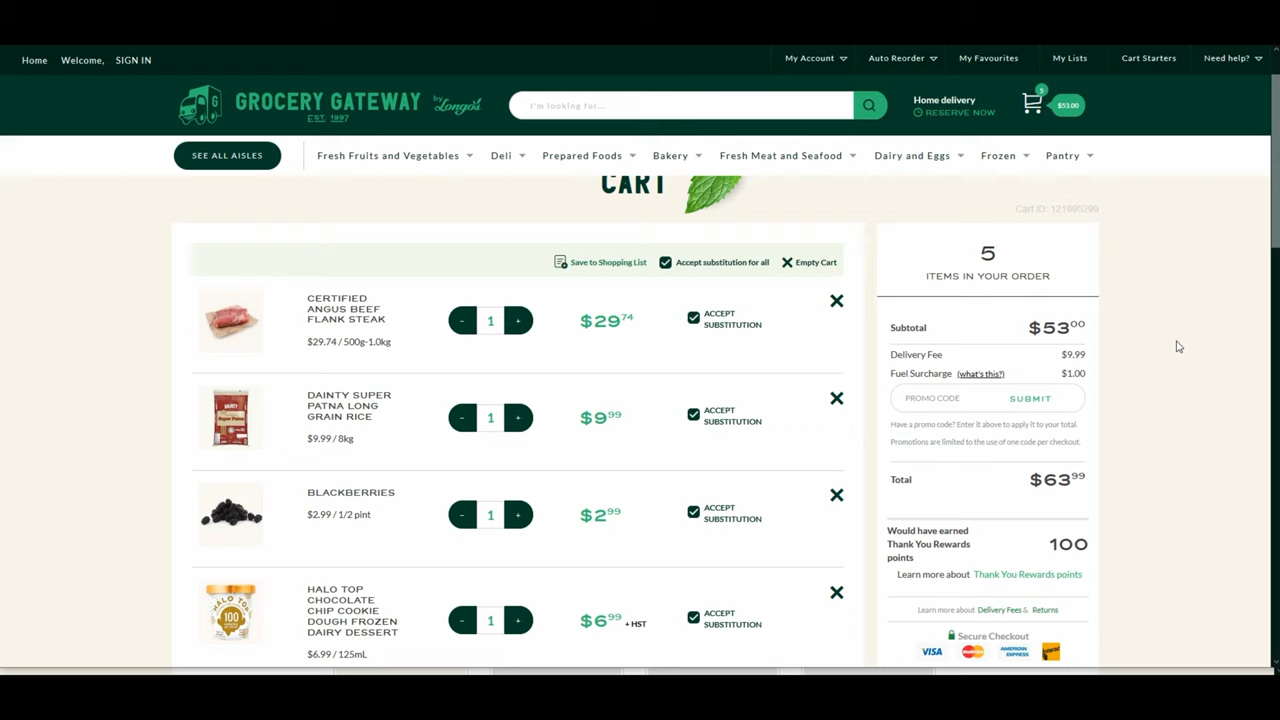 Home Welcome, SIGN IN My Account Auto Reorder My Favourites My Lists Cart Starters Need help?
GROCERY GATEWAY by Longo's
EST. 1997
I'm looking for...
Home delivery
RESERVE NOW
5
$53.00
SEE ALL AISLES Fresh Fruits and Vegetables Deli Prepared Foods Bakery Fresh Meat and Seafood Dairy and Eggs Frozen Pantry
CART
Cart ID: 121995299
Save to Shopping List Accept substitution for all Empty Cart
CERTIFIED
ANGUS BEEF
FLANK STEAK
$29.74 / 500g-1.0kg
- 1 +
$29.74
ACCEPT
SUBSTITUTION
DAINTY SUPER
PATNA LONG
GRAIN RICE
$9.99 / 8kg
- 1 +
$9.99
ACCEPT
SUBSTITUTION
BLACKBERRIES
$2.99 / 1/2 pint
- 1 +
$2.99
ACCEPT
SUBSTITUTION
HALO TOP
CHOCOLATE
CHIP COOKIE
DOUGH FROZEN
DAIRY DESSERT
$6.99 / 125mL
- 1 +
$6.99 + HST
ACCEPT
SUBSTITUTION
5
ITEMS IN YOUR ORDER
Subtotal $53.00
Delivery Fee $9.99
Fuel Surcharge (what's this?) $1.00
PROMO CODE SUBMIT
Have a promo code? Enter it above to apply it to your total.
Promotions are limited to the use of one code per checkout.
Total $63.99
Would have earned
Thank You Rewards
points
100
Learn more about Thank You Rewards points
Learn more about Delivery Fees & Returns
Secure Checkout
VISA MasterCard AMERICAN EXPRESS Interac